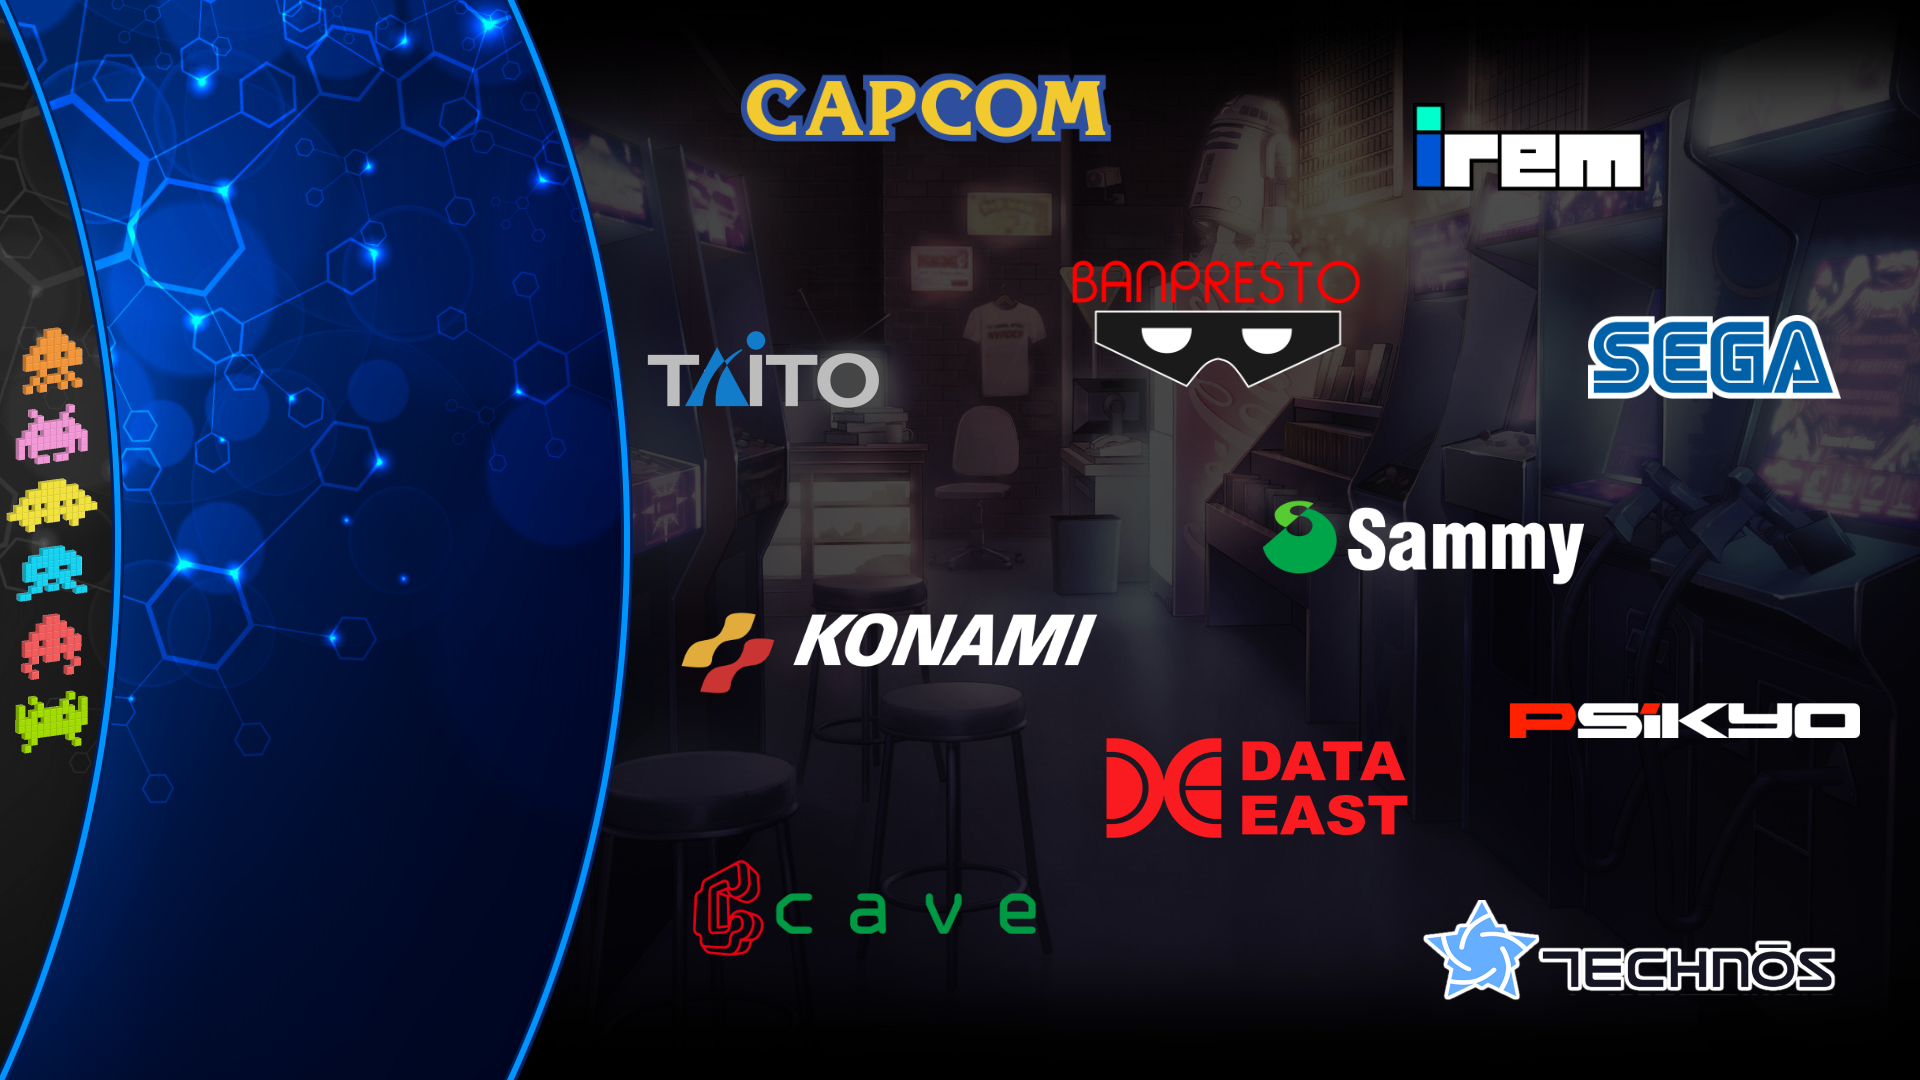 CAPCOM
irem
BANPRESTO
TAITO
SEGA
Sammy
KONAMI
PSiKYO
DATA
EAST
cave
TECHNŌS